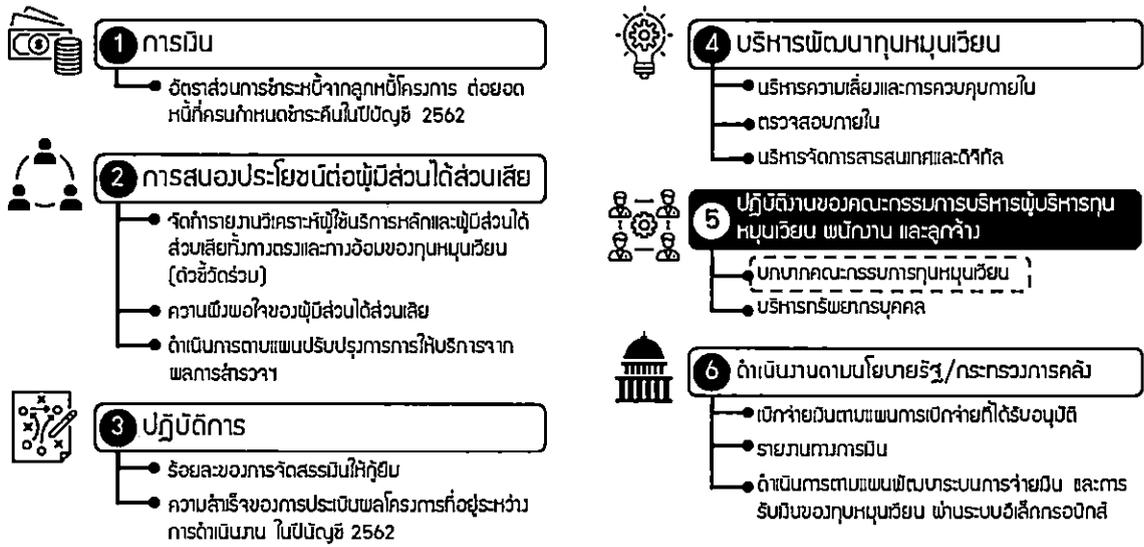 1 การเงิน
อัตราส่วนการชำระหนี้จากลูกหนี้โครงการ ต่อยอด
หนี้ที่ครบกำหนดชำระคืนในปีบัญชี 2562
2 การสนองประโยชน์ต่อผู้มีส่วนได้ส่วนเสีย
จัดทำรายงานวิเคราะห์ผู้ใช้บริการหลักและผู้มีส่วนได้
ส่วนเสียทั้งทางตรงและทางอ้อมของทุนหมุนเวียน
(ตัวชี้วัดร่วม)
ความพึงพอใจของผู้มีส่วนได้ส่วนเสีย
ดำเนินการตามแผนปรับปรุงการการให้บริการจาก
ผลการสำรวจฯ
3 ปฏิบัติการ
ร้อยละของการจัดสรรเงินให้กู้ยืม
ความสำเร็จของการประเมินผลโครงการที่อยู่ระหว่าง
การดำเนินงาน ในปีบัญชี 2562
4 บริหารพัฒนาทุนหมุนเวียน
บริหารความเสี่ยงและการควบคุมภายใน
ตรวจสอบภายใน
บริหารจัดการสารสนเทศและดิจิทัล
5 ปฏิบัติงานของคณะกรรมการบริหารผู้บริหารทุน
หมุนเวียน พนักงาน และลูกจ้าง
บทบาทคณะกรรมการทุนหมุนเวียน
บริหารทรัพยากรบุคคล
6 ดำเนินงานตามนโยบายรัฐ/กระทรวงการคลัง
เบิกจ่ายเงินตามแผนการเบิกจ่ายที่ได้รับอนุมัติ
รายงานทางการเงิน
ดำเนินการตามแผนพัฒนาระบบการจ่ายเงิน และการ
รับเงินของทุนหมุนเวียน ผ่านระบบอิเล็กทรอนิกส์